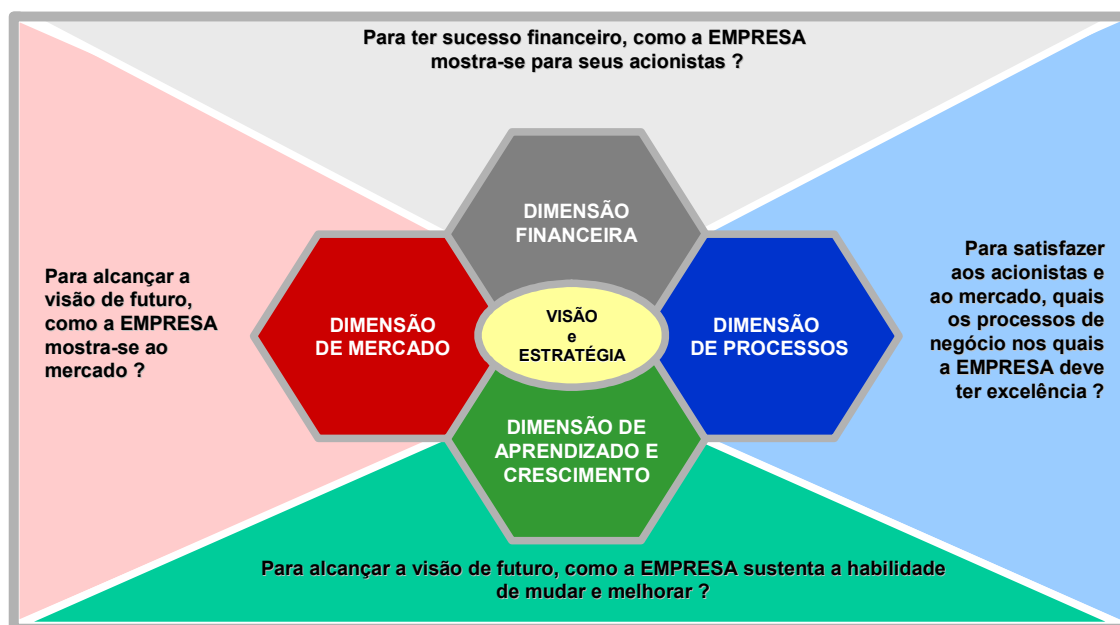 Para ter sucesso financeiro, como a EMPRESA
mostra-se para seus acionistas ?
DIMENSÃO
FINANCEIRA
Para alcançar a
visão de futuro,
como a EMPRESA
mostra-se ao
mercado ?
DIMENSÃO
DE MERCADO
VISÃO
e
ESTRATÉGIA
DIMENSÃO
DE PROCESSOS
Para satisfazer
aos acionistas e
ao mercado, quais
os processos de
negócio nos quais
a EMPRESA deve
ter excelência ?
DIMENSÃO DE
APRENDIZADO E
CRESCIMENTO
Para alcançar a visão de futuro, como a EMPRESA sustenta a habilidade
de mudar e melhorar ?